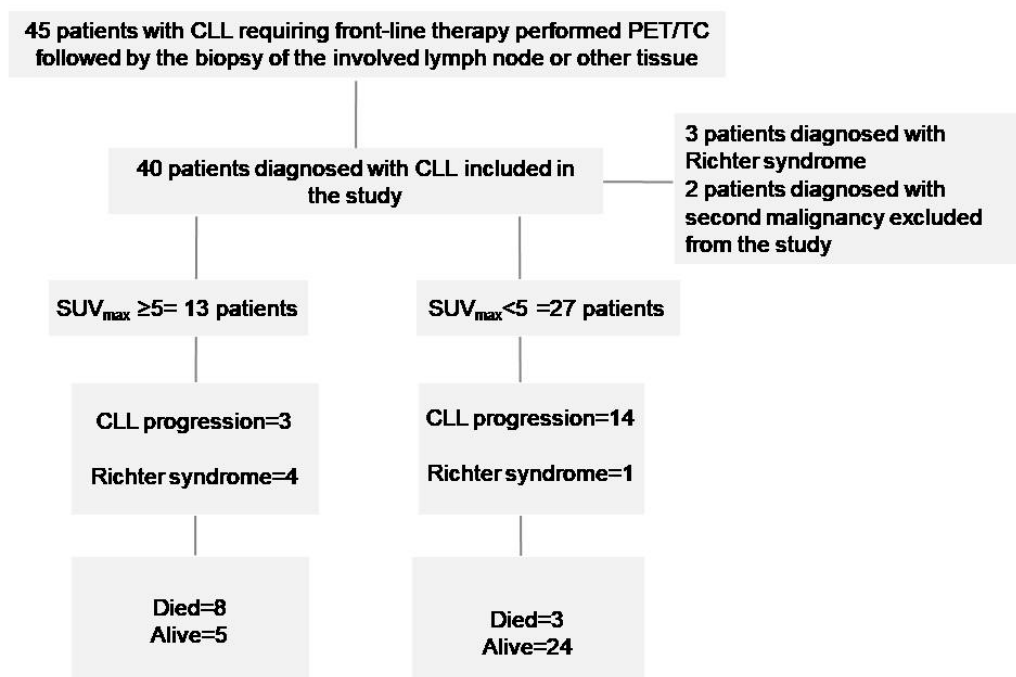 45 patients with CLL requiring front-line therapy performed PET/TC
followed by the biopsy of the involved lymph node or other tissue
40 patients diagnosed with CLL included in
the study
3 patients diagnosed with
Richter syndrome
2 patients diagnosed with
second malignancy excluded
from the study
SUVmax ≥5= 13 patients
SUVmax<5 =27 patients
CLL progression=3
Richter syndrome=4
CLL progression=14
Richter syndrome=1
Died=8
Alive=5
Died=3
Alive=24